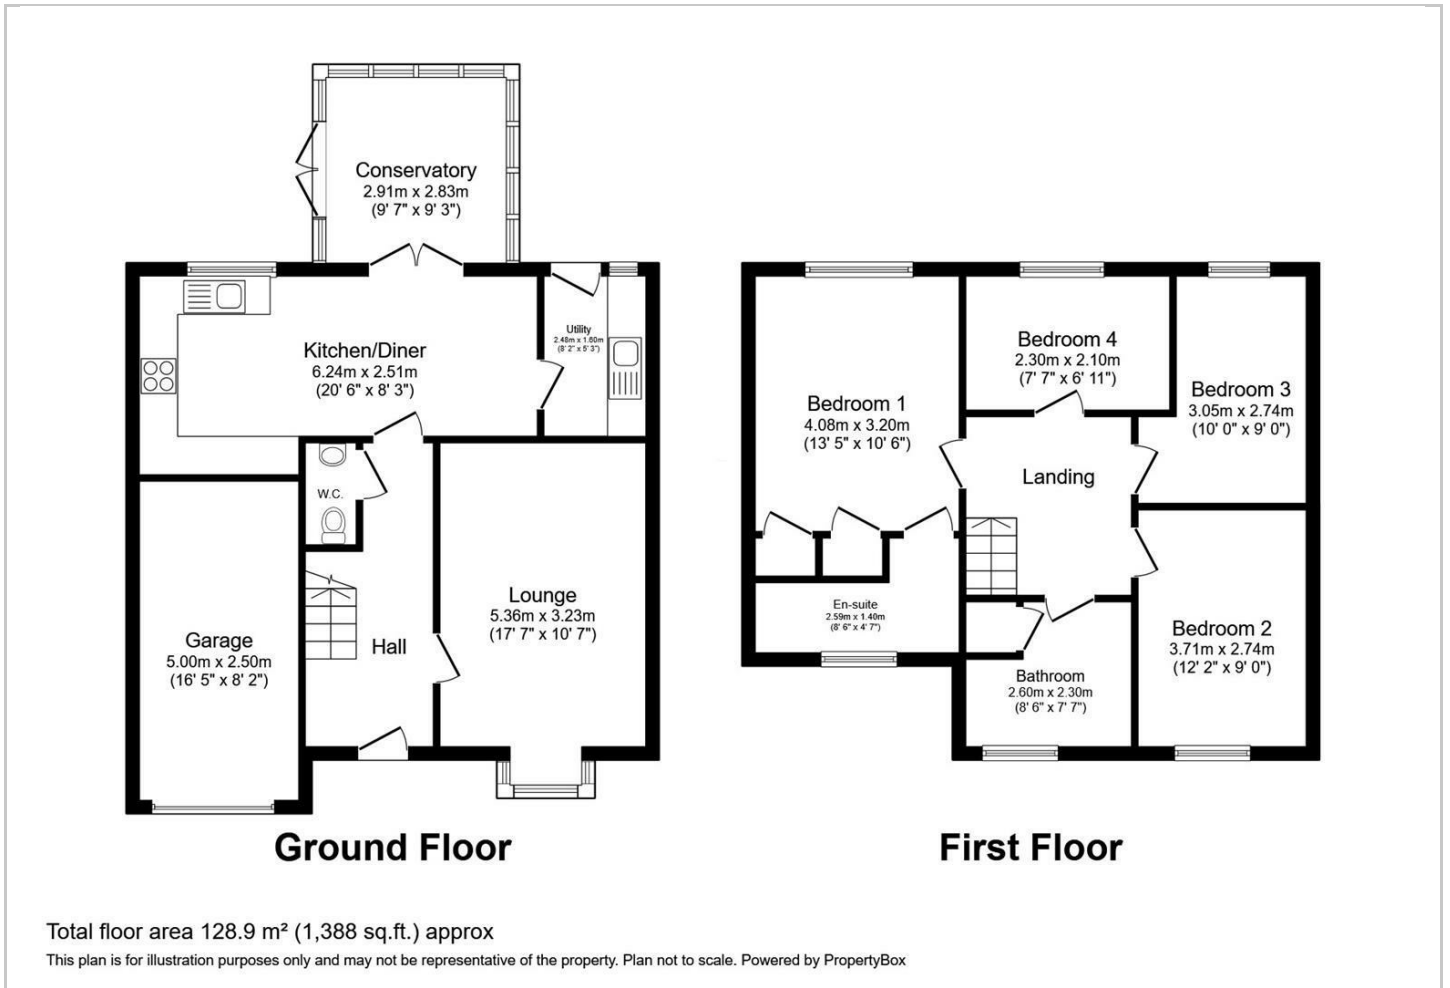 Conservatory
2.91m x 2.83m
(9' 7" x 9' 3")
Kitchen/Diner
6.24m x 2.51m
(20' 6" x 8' 3")
Utility
2.48m x 1.60m
(8' 2" x 5' 3")
W.C.
Lounge
5.36m x 3.23m
(17' 7" x 10' 7")
Garage
5.00m x 2.50m
(16' 5" x 8' 2")
Hall
Ground Floor
Bedroom 1
4.08m x 3.20m
(13' 5" x 10' 6")
Bedroom 4
2.30m x 2.10m
(7' 7" x 6' 11")
Bedroom 3
3.05m x 2.74m
(10' 0" x 9' 0")
Landing
En-suite
2.59m x 1.40m
(8' 6" x 4' 7")
Bedroom 2
3.71m x 2.74m
(12' 2" x 9' 0")
Bathroom
2.60m x 2.30m
(8' 6" x 7' 7")
First Floor
Total floor area 128.9 m² (1,388 sq.ft.) approx
This plan is for illustration purposes only and may not be representative of the property. Plan not to scale. Powered by PropertyBox